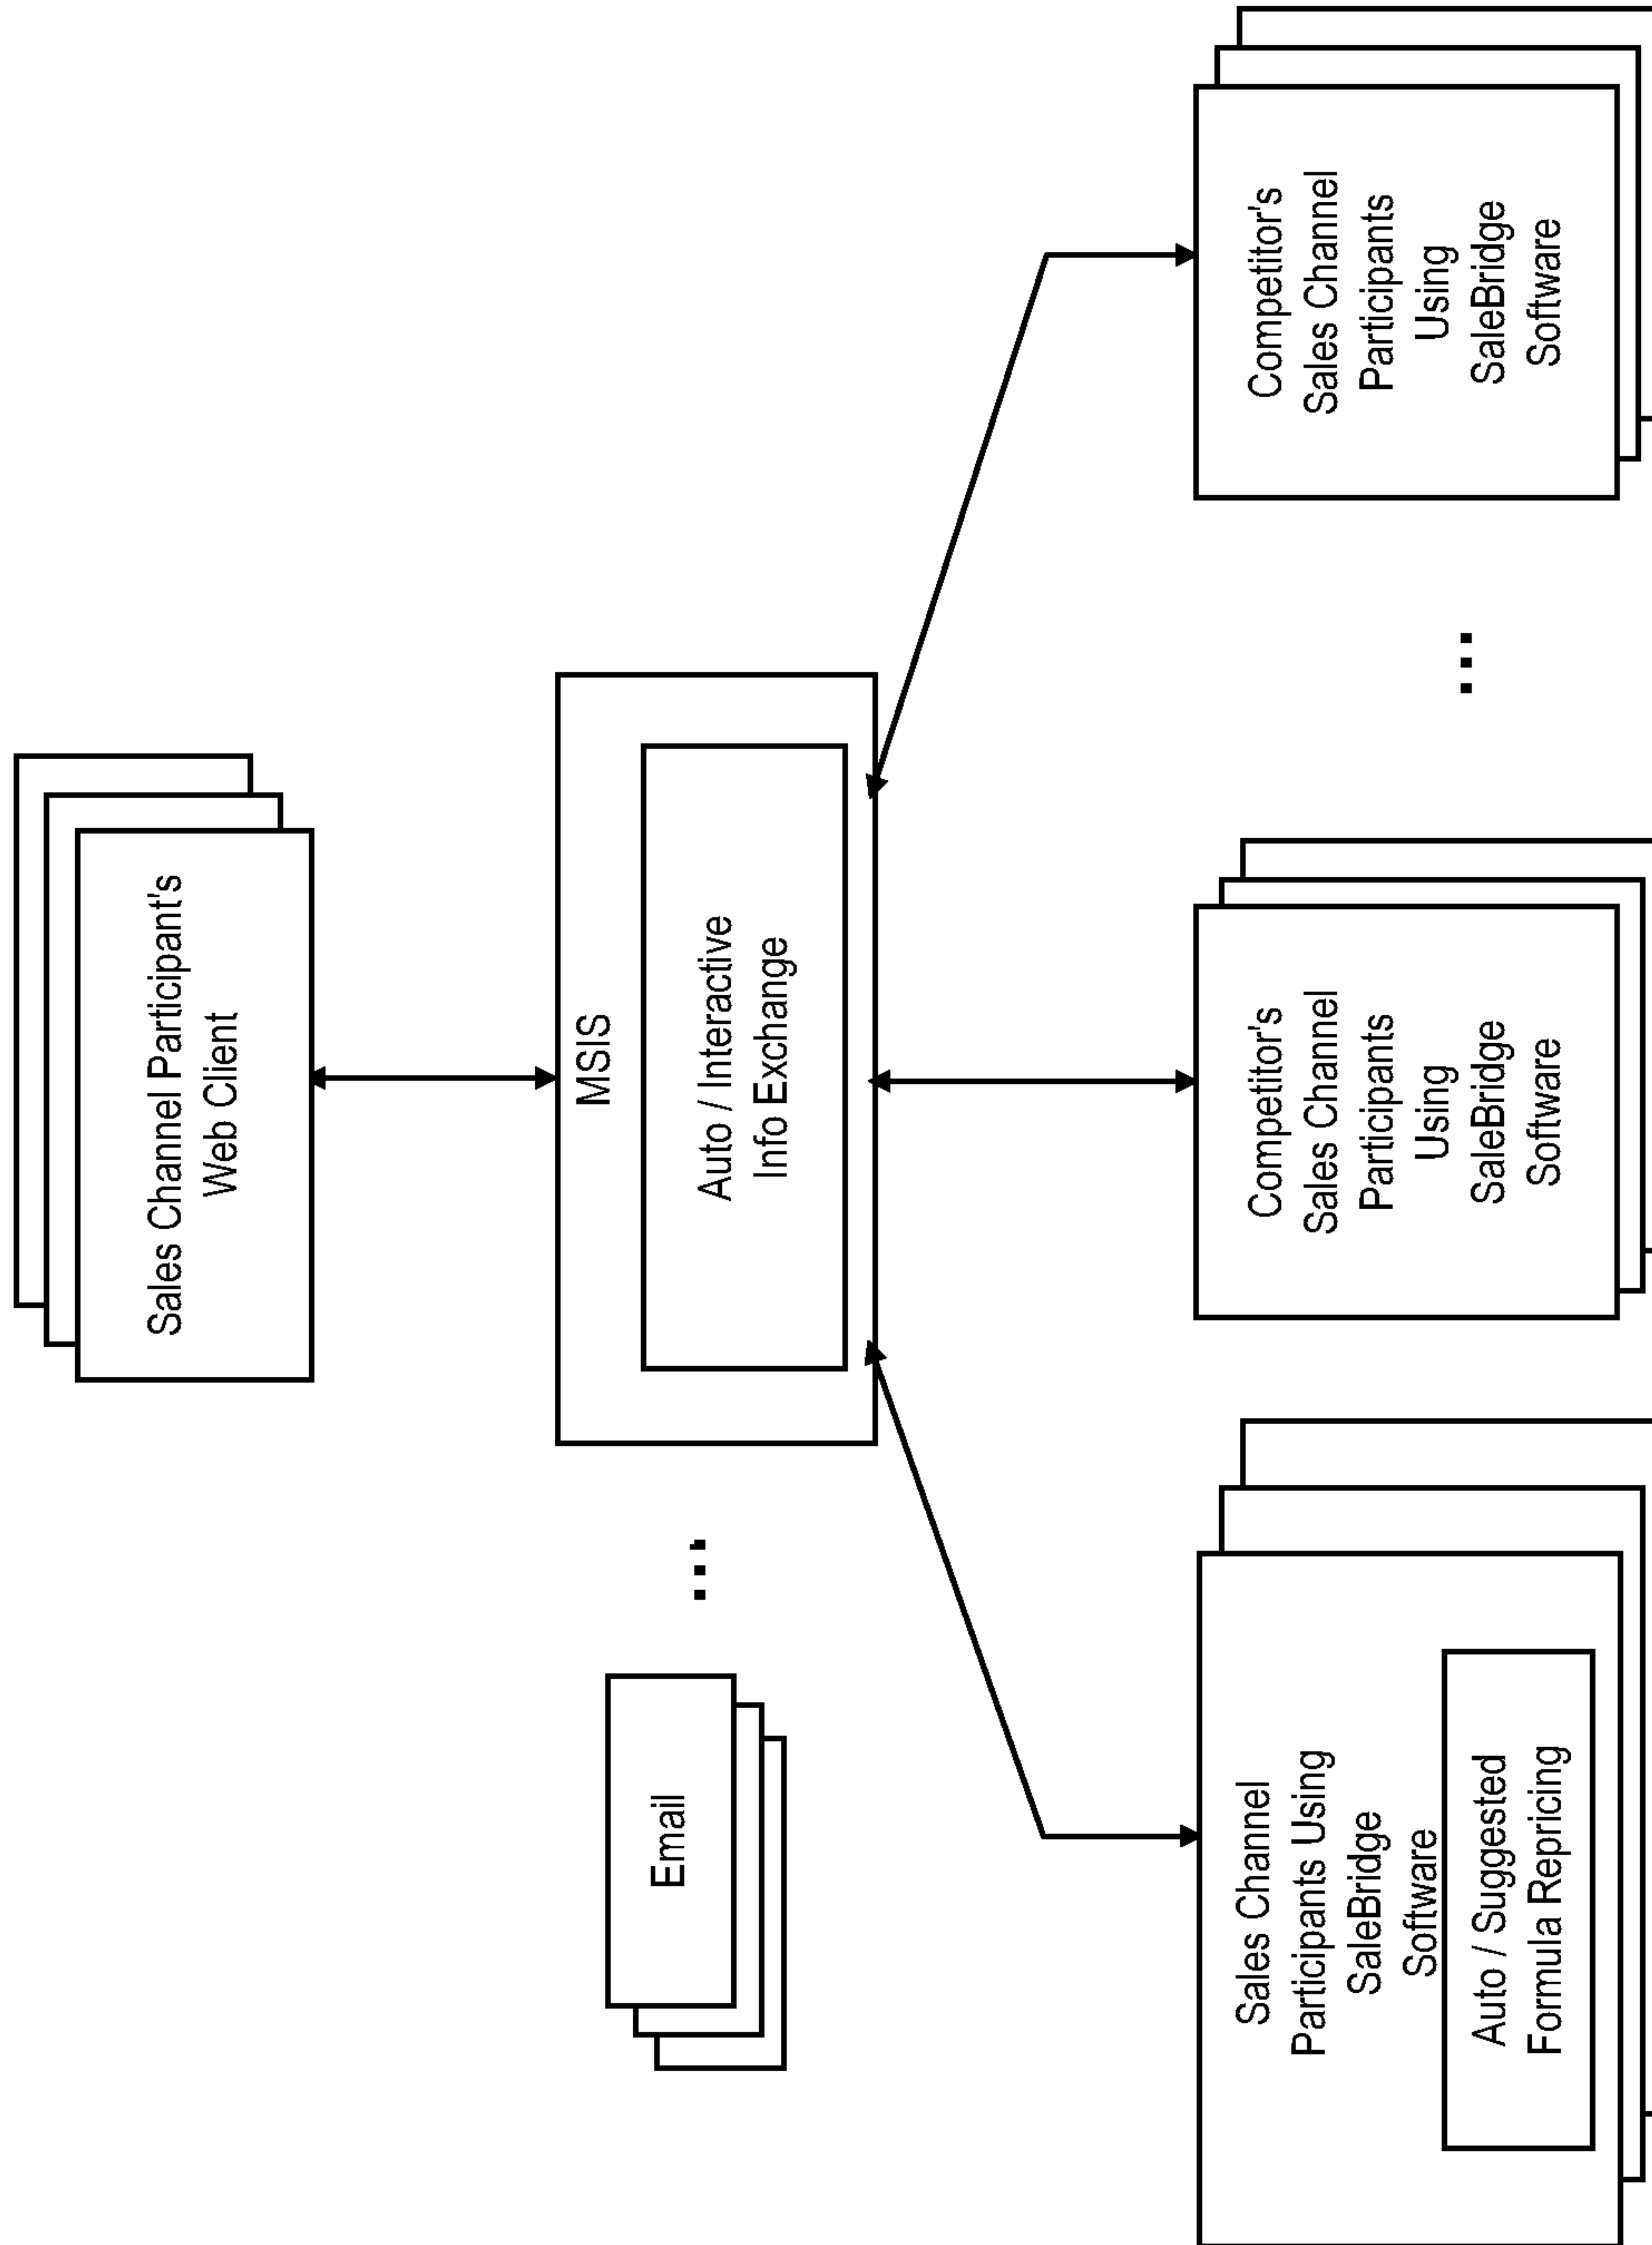 Sales Channel Participant's
Web Client
Email
...
MSIS
Auto / Interactive
Info Exchange
Sales Channel
Participants Using
SaleBridge
Software
Auto / Suggested
Formula Repricing
Competitor's
Sales Channel
Participants
Using
SaleBridge
Software
...
Competitor's
Sales Channel
Participants
Using
SaleBridge
Software